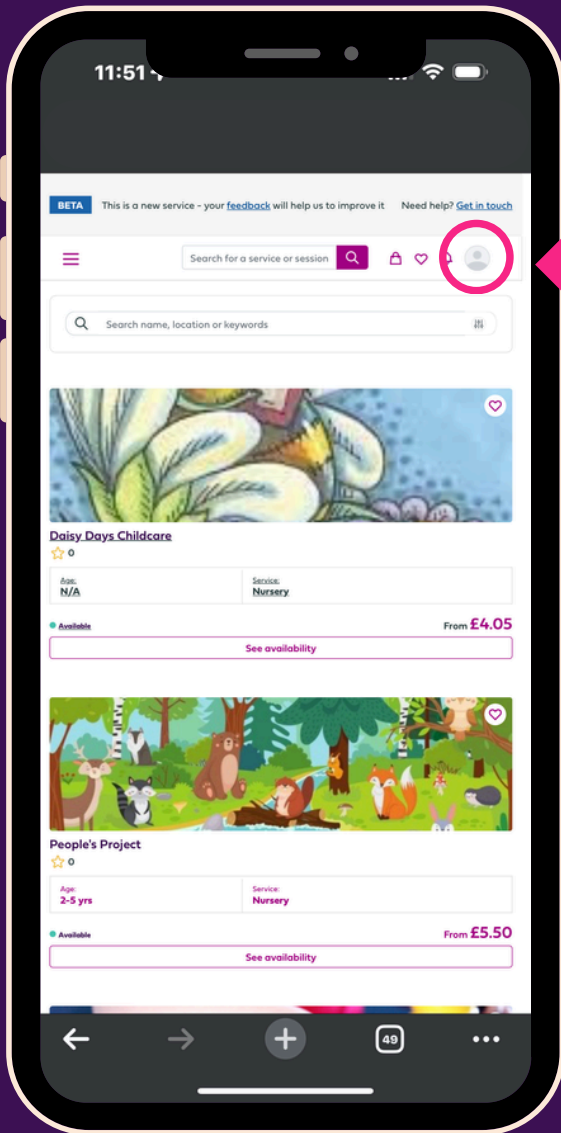 11:51
BETA This is a new service - your feedback will help us to improve it Need help? Get in touch
Search for a service or session
Search name, location or keywords
Daisy Days Childcare
0
Age: Service:
N/A Nursery
Available From £4.05
See availability
People's Project
0
Age: Service:
2-5 yrs Nursery
Available From £5.50
See availability
49